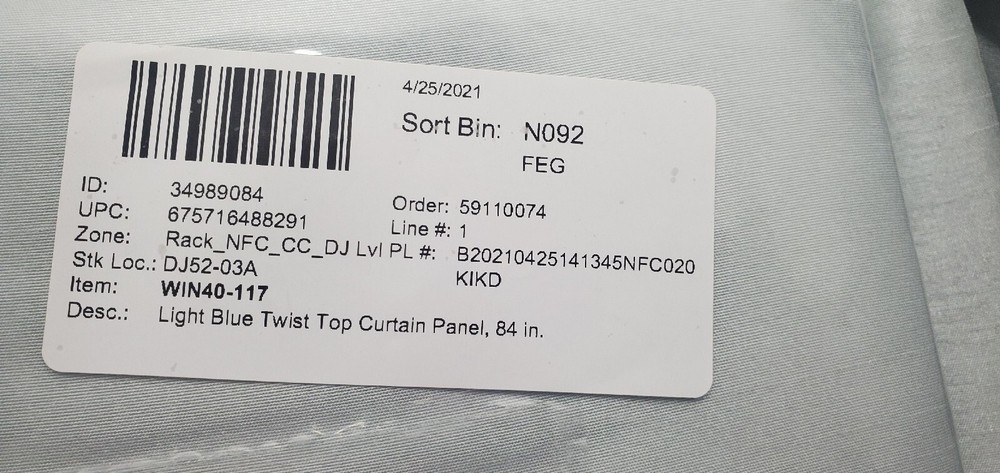 4/25/2021
Sort Bin: N092
FEG
ID: 34989084
UPC: 675716488291
Order: 59110074
Line #: 1
Zone: Rack_NFC_CC_DJ Lvl PL #: B20210425141345NFC020
KIKD
Stk Loc.: DJ52-03A
Item: WIN40-117
Desc.: Light Blue Twist Top Curtain Panel, 84 in.